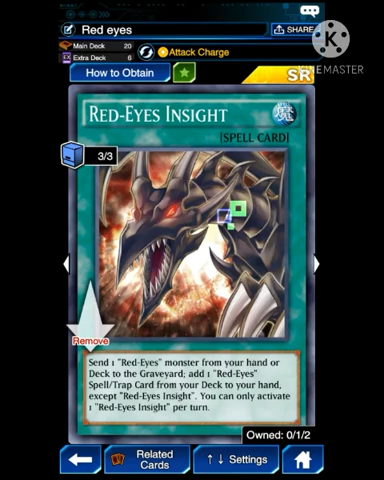 Red eyes
SHARE
K
KINEMASTER
Main Deck 20
EX Extra Deck 6
Attack Charge
How to Obtain
SR
RED-EYES INSIGHT
魔
[SPELL CARD]
3/3
Remove
Send 1 "Red-Eyes" monster from your hand or
Deck to the Graveyard; add 1 "Red-Eyes"
Spell/Trap Card from your Deck to your hand,
except "Red-Eyes Insight". You can only activate
1 "Red-Eyes Insight" per turn.
Owned: 0/1/2
Related
Cards
↑↓ Settings